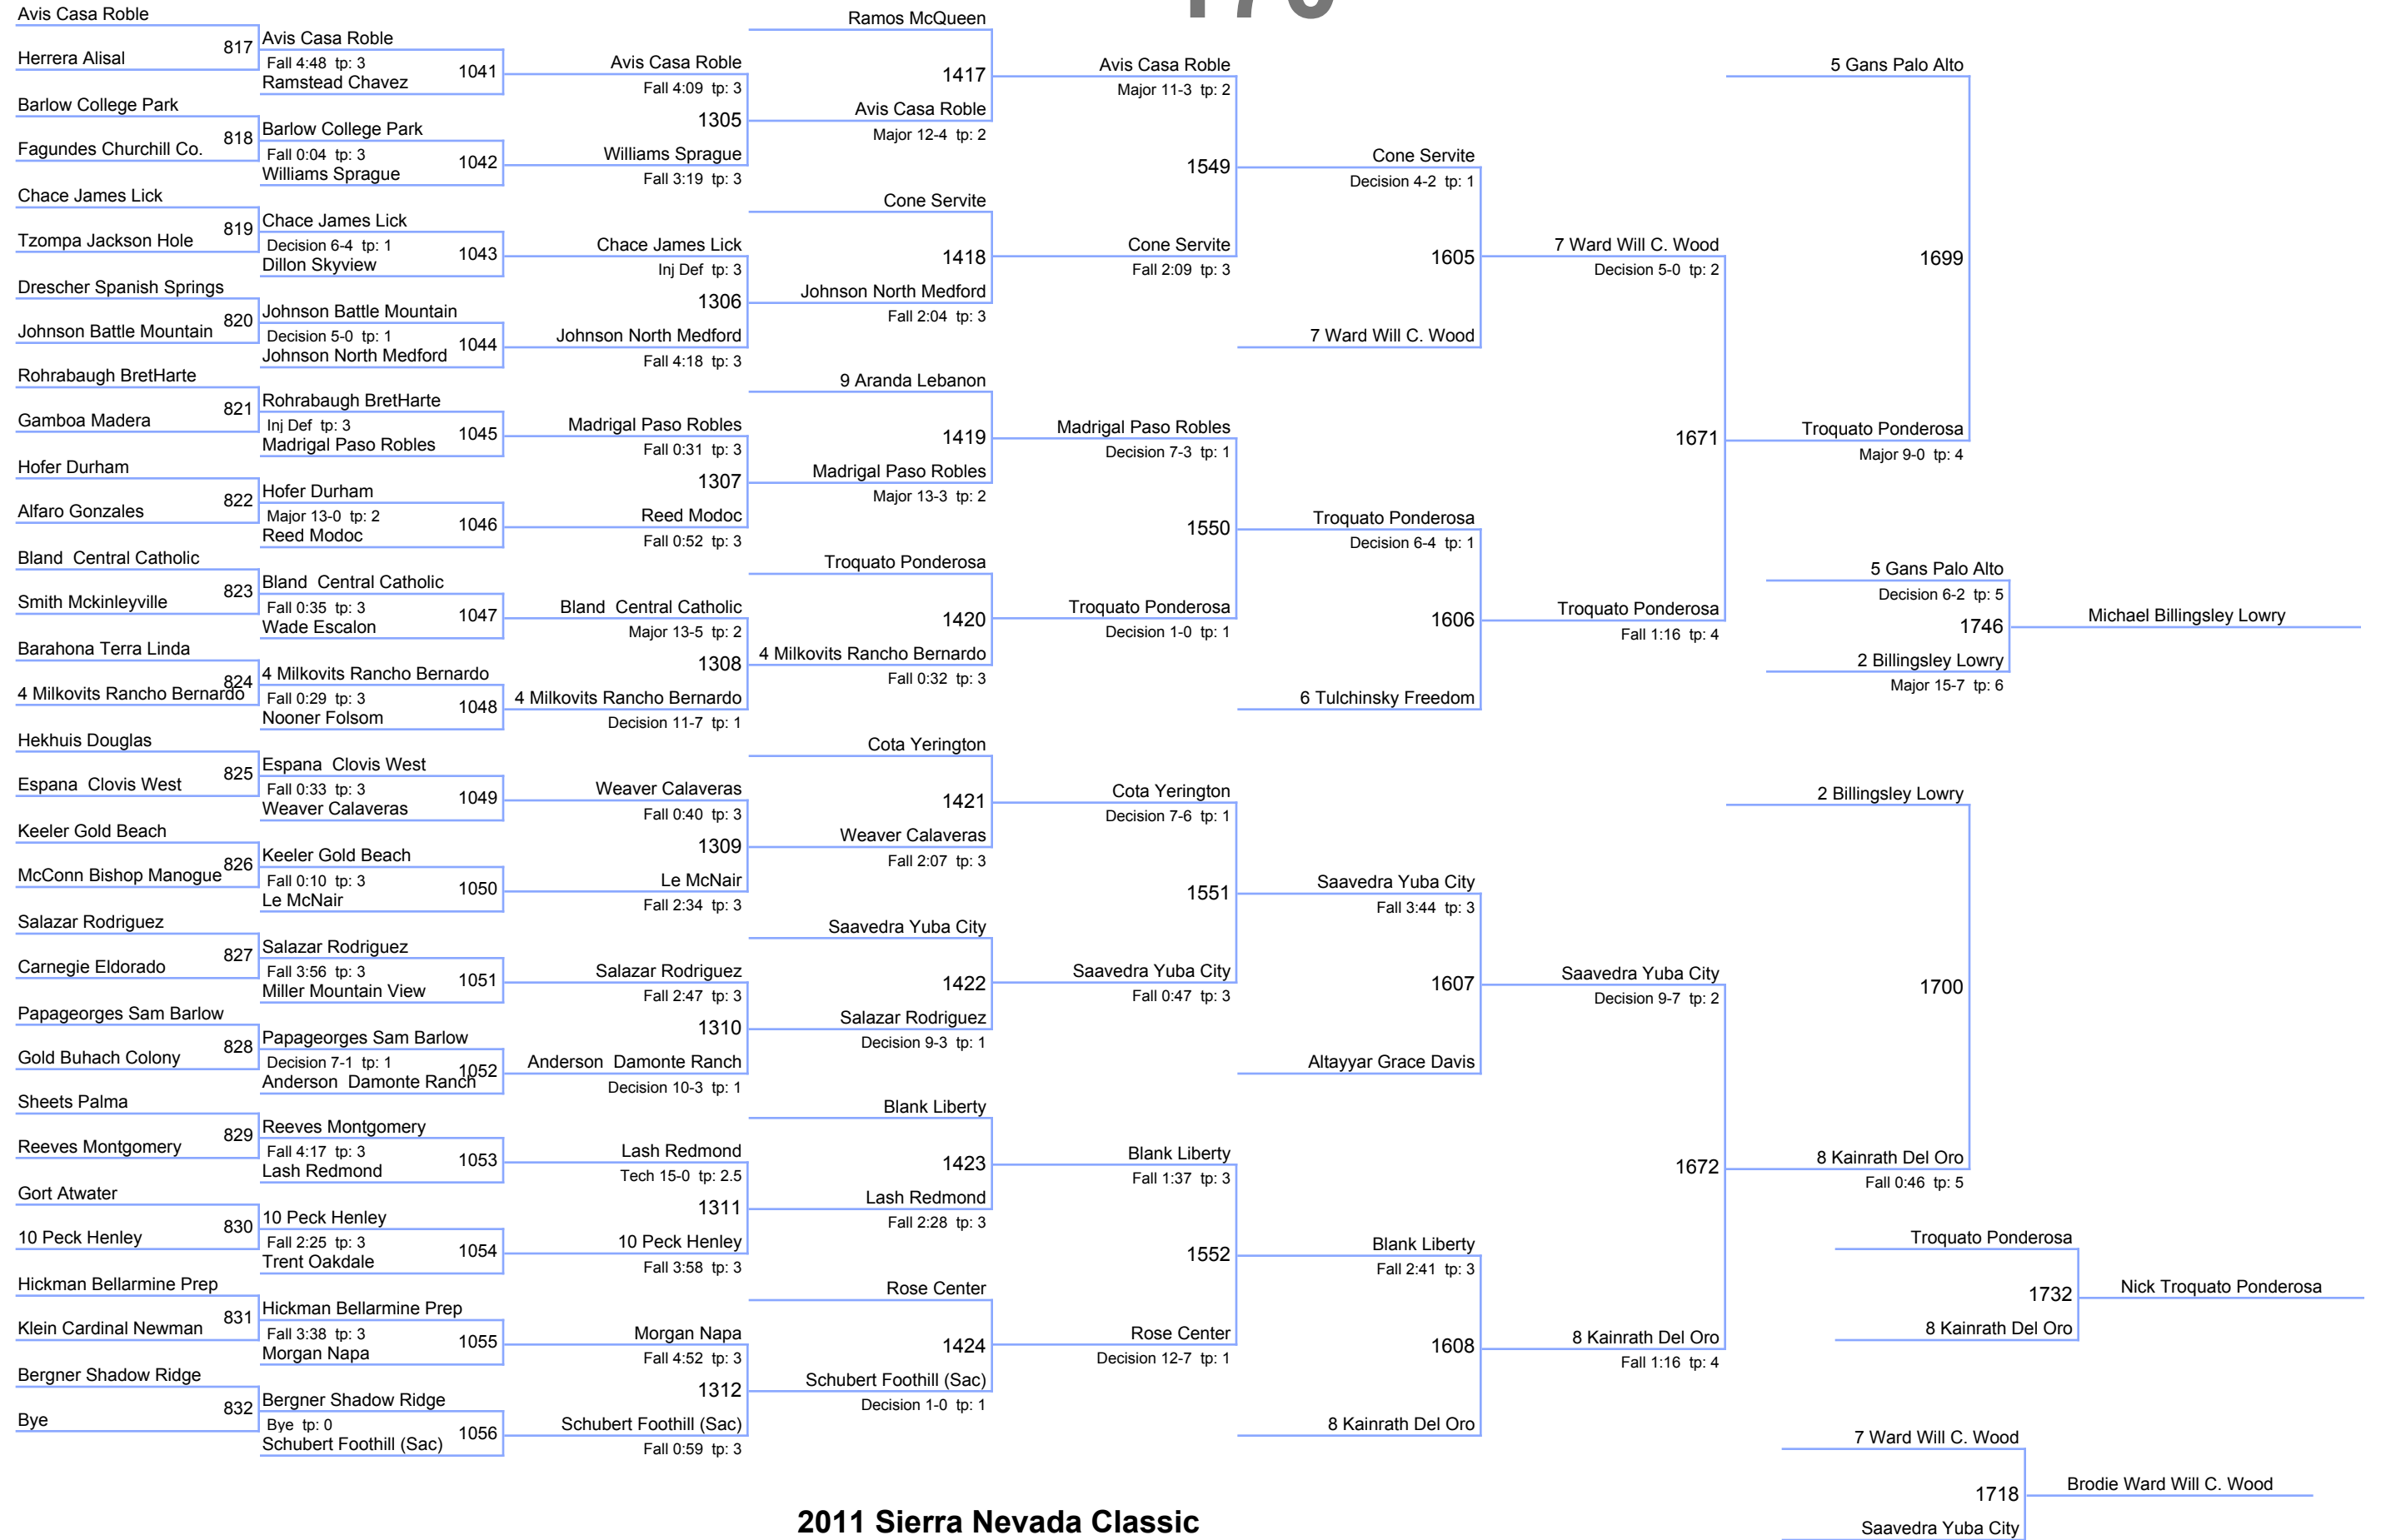 Avis Casa Roble
817
Herrera Alisal
Barlow College Park
818
Fagundes Churchill Co.
Chace James Lick
819
Tzompa Jackson Hole
Drescher Spanish Springs
820
Johnson Battle Mountain
Rohrabaugh BretHarte
821
Gamboa Madera
Hofer Durham
822
Alfaro Gonzales
Bland  Central Catholic
823
Smith Mckinleyville
Barahona Terra Linda
824
4 Milkovits Rancho Bernardo
Hekhuis Douglas
825
Espana  Clovis West
Keeler Gold Beach
826
McConn Bishop Manogue
Salazar Rodriguez
827
Carnegie Eldorado
Papageorges Sam Barlow
828
Gold Buhach Colony
Sheets Palma
829
Reeves Montgomery
Gort Atwater
830
10 Peck Henley
Hickman Bellarmine Prep
831
Klein Cardinal Newman
Bergner Shadow Ridge
832
Bye
Avis Casa Roble
Fall 4:48  tp: 3
1041
Ramstead Chavez
Barlow College Park
Fall 0:04  tp: 3
1042
Williams Sprague
Chace James Lick
Decision 6-4  tp: 1
1043
Dillon Skyview
Johnson Battle Mountain
Decision 5-0  tp: 1
1044
Johnson North Medford
Rohrabaugh BretHarte
Inj Def  tp: 3
1045
Madrigal Paso Robles
Hofer Durham
Major 13-0  tp: 2
1046
Reed Modoc
Bland  Central Catholic
Fall 0:35  tp: 3
1047
Wade Escalon
4 Milkovits Rancho Bernardo
Fall 0:29  tp: 3
1048
Nooner Folsom
Espana  Clovis West
Fall 0:33  tp: 3
1049
Weaver Calaveras
Keeler Gold Beach
Fall 0:10  tp: 3
1050
Le McNair
Salazar Rodriguez
Fall 3:56  tp: 3
1051
Miller Mountain View
Papageorges Sam Barlow
Decision 7-1  tp: 1
1052
Anderson  Damonte Ranch
Reeves Montgomery
Fall 4:17  tp: 3
1053
Lash Redmond
10 Peck Henley
Fall 2:25  tp: 3
1054
Trent Oakdale
Hickman Bellarmine Prep
Fall 3:38  tp: 3
1055
Morgan Napa
Bergner Shadow Ridge
Bye  tp: 0
1056
Schubert Foothill (Sac)
Avis Casa Roble
Fall 4:09  tp: 3
1305
Williams Sprague
Fall 3:19  tp: 3
Chace James Lick
Inj Def  tp: 3
1306
Johnson North Medford
Fall 4:18  tp: 3
Madrigal Paso Robles
Fall 0:31  tp: 3
1307
Reed Modoc
Fall 0:52  tp: 3
Bland  Central Catholic
Major 13-5  tp: 2
1308
4 Milkovits Rancho Bernardo
Decision 11-7  tp: 1
Weaver Calaveras
Fall 0:40  tp: 3
1309
Le McNair
Fall 2:34  tp: 3
Salazar Rodriguez
Fall 2:47  tp: 3
1310
Anderson  Damonte Ranch
Decision 10-3  tp: 1
Lash Redmond
Tech 15-0  tp: 2.5
1311
10 Peck Henley
Fall 3:58  tp: 3
Morgan Napa
Fall 4:52  tp: 3
1312
Schubert Foothill (Sac)
Fall 0:59  tp: 3
Ramos McQueen
1417
Avis Casa Roble
Major 12-4  tp: 2
Cone Servite
1418
Johnson North Medford
Fall 2:04  tp: 3
9 Aranda Lebanon
1419
Madrigal Paso Robles
Major 13-3  tp: 2
Troquato Ponderosa
1420
4 Milkovits Rancho Bernardo
Fall 0:32  tp: 3
Cota Yerington
1421
Weaver Calaveras
Fall 2:07  tp: 3
Saavedra Yuba City
1422
Salazar Rodriguez
Decision 9-3  tp: 1
Blank Liberty
1423
Lash Redmond
Fall 2:28  tp: 3
Rose Center
1424
Schubert Foothill (Sac)
Decision 1-0  tp: 1
Avis Casa Roble
Major 11-3  tp: 2
1549
Cone Servite
Fall 2:09  tp: 3
Madrigal Paso Robles
Decision 7-3  tp: 1
1550
Troquato Ponderosa
Decision 1-0  tp: 1
Cota Yerington
Decision 7-6  tp: 1
1551
Saavedra Yuba City
Fall 0:47  tp: 3
Blank Liberty
Fall 1:37  tp: 3
1552
Rose Center
Decision 12-7  tp: 1
Cone Servite
Decision 4-2  tp: 1
1605
7 Ward Will C. Wood
Troquato Ponderosa
Decision 6-4  tp: 1
1606
6 Tulchinsky Freedom
Saavedra Yuba City
Fall 3:44  tp: 3
1607
Altayyar Grace Davis
Blank Liberty
Fall 2:41  tp: 3
1608
8 Kainrath Del Oro
7 Ward Will C. Wood
Decision 5-0  tp: 2
1671
Troquato Ponderosa
Fall 1:16  tp: 4
Saavedra Yuba City
Decision 9-7  tp: 2
1672
8 Kainrath Del Oro
Fall 1:16  tp: 4
5 Gans Palo Alto
1699
Troquato Ponderosa
Major 9-0  tp: 4
2 Billingsley Lowry
1700
8 Kainrath Del Oro
Fall 0:46  tp: 5
5 Gans Palo Alto
Decision 6-2  tp: 5
1746
2 Billingsley Lowry
Major 15-7  tp: 6
Michael Billingsley Lowry
Troquato Ponderosa
1732
8 Kainrath Del Oro
Nick Troquato Ponderosa
7 Ward Will C. Wood
1718
Saavedra Yuba City
Brodie Ward Will C. Wood
2011 Sierra Nevada Classic